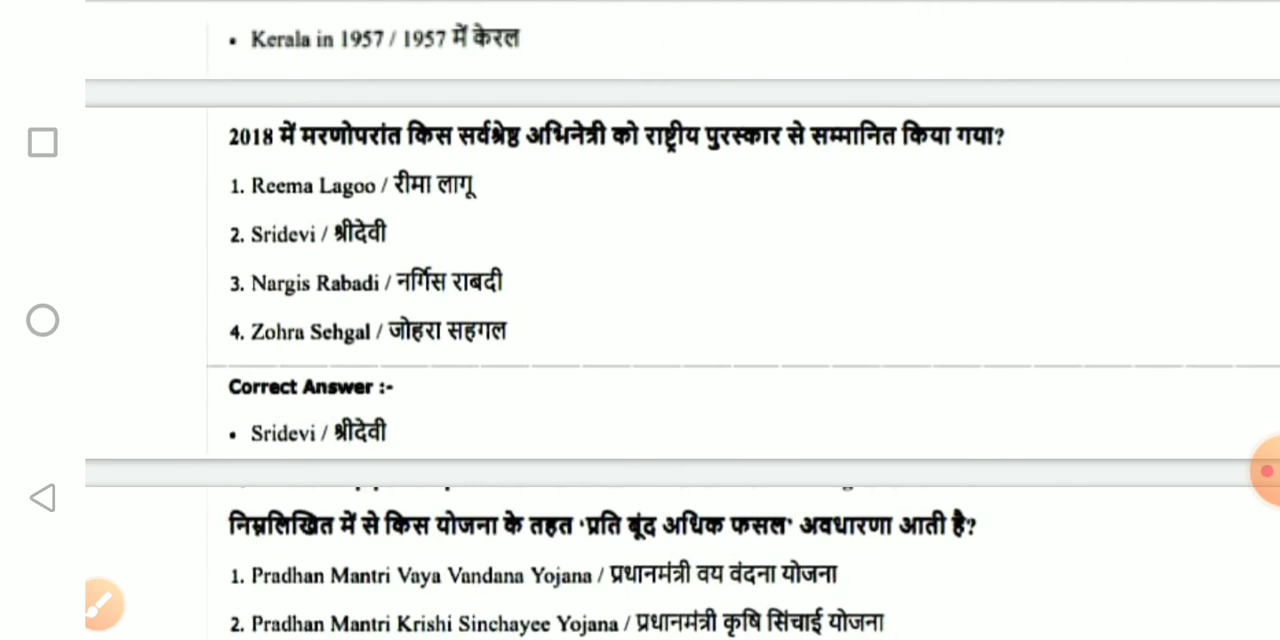 • Kerala in 1957 / 1957 में केरल
2018 में मरणोपरांत किस सर्वश्रेष्ठ अभिनेत्री को राष्ट्रीय पुरस्कार से सम्मानित किया गया?
1. Reema Lagoo / रीमा लागू
2. Sridevi / श्रीदेवी
3. Nargis Rabadi / नर्गिस राबदी
4. Zohra Sehgal / जोहरा सहगल
Correct Answer :-
• Sridevi / श्रीदेवी
निम्नलिखित में से किस योजना के तहत 'प्रति बूंद अधिक फसल' अवधारणा आती है?
1. Pradhan Mantri Vaya Vandana Yojana / प्रधानमंत्री वय वंदना योजना
2. Pradhan Mantri Krishi Sinchayee Yojana / प्रधानमंत्री कृषि सिंचाई योजना